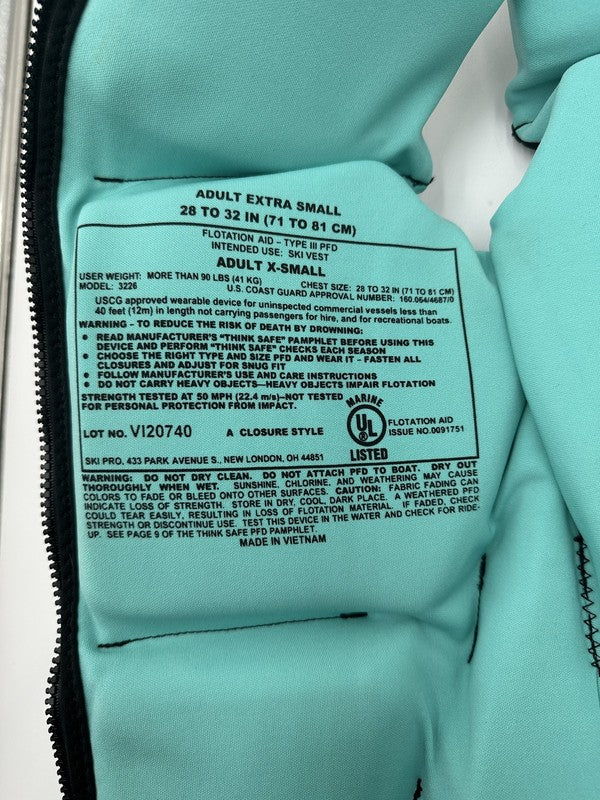 ADULT EXTRA SMALL
28 TO 32 IN (71 TO 81 CM)
FLOTATION AID - TYPE III PFD
INTENDED USE: SKI VEST
ADULT X-SMALL
USER WEIGHT: MORE THAN 90 LBS (41 KG) CHEST SIZE: 28 TO 32 IN (71 TO 81 CM)
MODEL: 3226 U.S. COAST GUARD APPROVAL NUMBER: 160.064/4687/0
USCG approved wearable device for uninspected commercial vessels less than
40 feet (12m) in length not carrying passengers for hire, and for recreational boats.
WARNING - TO REDUCE THE RISK OF DEATH BY DROWNING:
• READ MANUFACTURER'S "THINK SAFE" PAMPHLET BEFORE USING THIS
DEVICE AND PERFORM "THINK SAFE" CHECKS EACH SEASON
• CHOOSE THE RIGHT TYPE AND SIZE PFD AND WEAR IT - FASTEN ALL
CLOSURES AND ADJUST FOR SNUG FIT
• FOLLOW MANUFACTURER'S USE AND CARE INSTRUCTIONS
• DO NOT CARRY HEAVY OBJECTS—HEAVY OBJECTS IMPAIR FLOTATION
STRENGTH TESTED AT 50 MPH (22.4 m/s)–NOT TESTED
FOR PERSONAL PROTECTION FROM IMPACT.
LOT NO. VI20740 A CLOSURE STYLE
MARINE
UL
LISTED
FLOTATION AID
ISSUE NO.0091751
SKI PRO, 433 PARK AVENUE S., NEW LONDON, OH 44851
WARNING: DO NOT DRY CLEAN. DO NOT ATTACH PFD TO BOAT. DRY OUT
THOROUGHLY WHEN WET. SUNSHINE, CHLORINE, AND WEATHERING MAY CAUSE
COLORS TO FADE OR BLEED ONTO OTHER SURFACES. CAUTION: FABRIC FADING CAN
INDICATE LOSS OF STRENGTH. STORE IN DRY, COOL, DARK PLACE. A WEATHERED PFD
COULD TEAR EASILY, RESULTING IN LOSS OF FLOTATION MATERIAL. IF FADED, CHECK
STRENGTH OR DISCONTINUE USE. TEST THIS DEVICE IN THE WATER AND CHECK FOR RIDE-
UP. SEE PAGE 9 OF THE THINK SAFE PFD PAMPHLET.
MADE IN VIETNAM